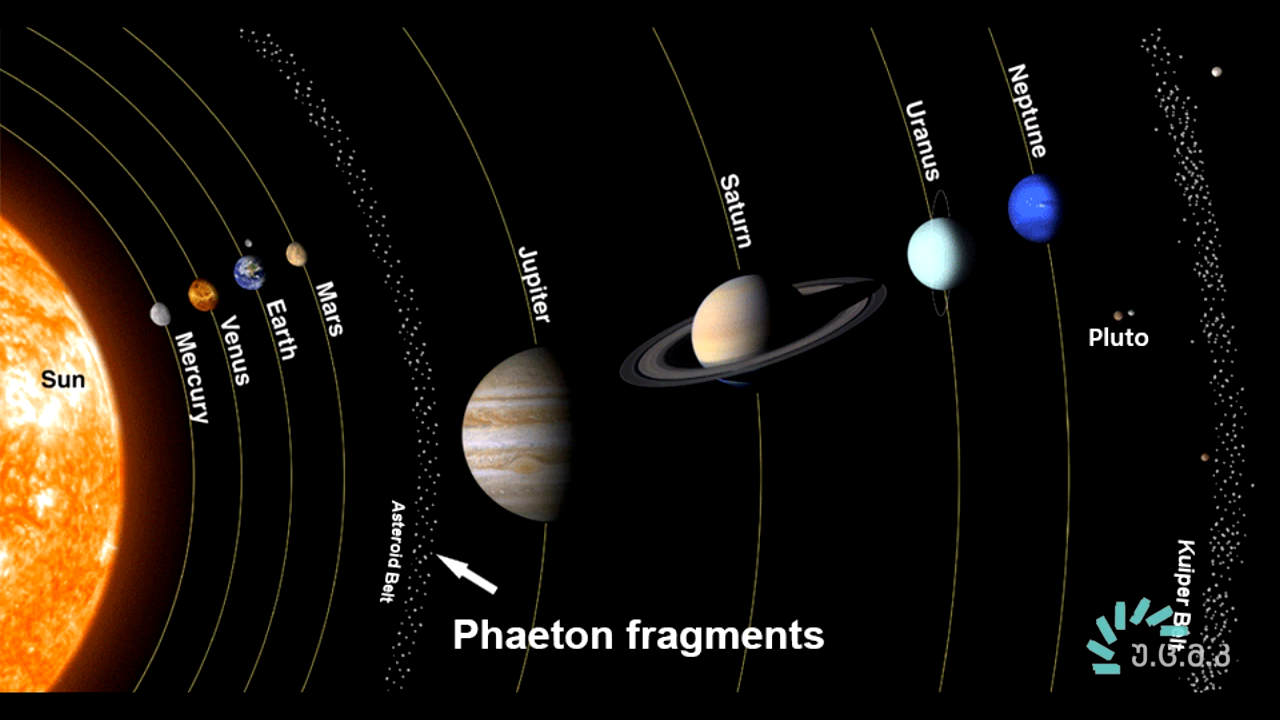 Sun
Mercury
Venus
Earth
Mars
Asteroid Belt
Jupiter
Saturn
Uranus
Neptune
Pluto
Kuiper Belt
Phaeton fragments
უ.ც.მ.კ